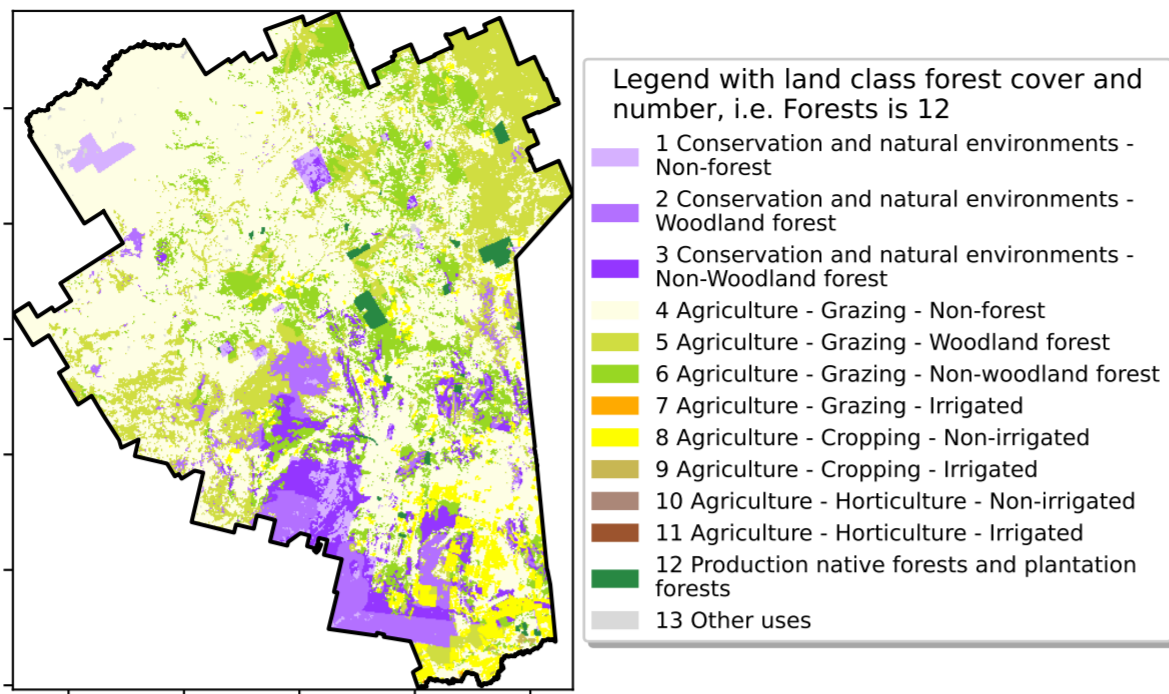 Legend with land class forest cover and
number, i.e. Forests is 12
1 Conservation and natural environments -
Non-forest
2 Conservation and natural environments -
Woodland forest
3 Conservation and natural environments -
Non-Woodland forest
4 Agriculture - Grazing - Non-forest
5 Agriculture - Grazing - Woodland forest
6 Agriculture - Grazing - Non-woodland forest
7 Agriculture - Grazing - Irrigated
8 Agriculture - Cropping - Non-irrigated
9 Agriculture - Cropping - Irrigated
10 Agriculture - Horticulture - Non-irrigated
11 Agriculture - Horticulture - Irrigated
12 Production native forests and plantation
forests
13 Other uses